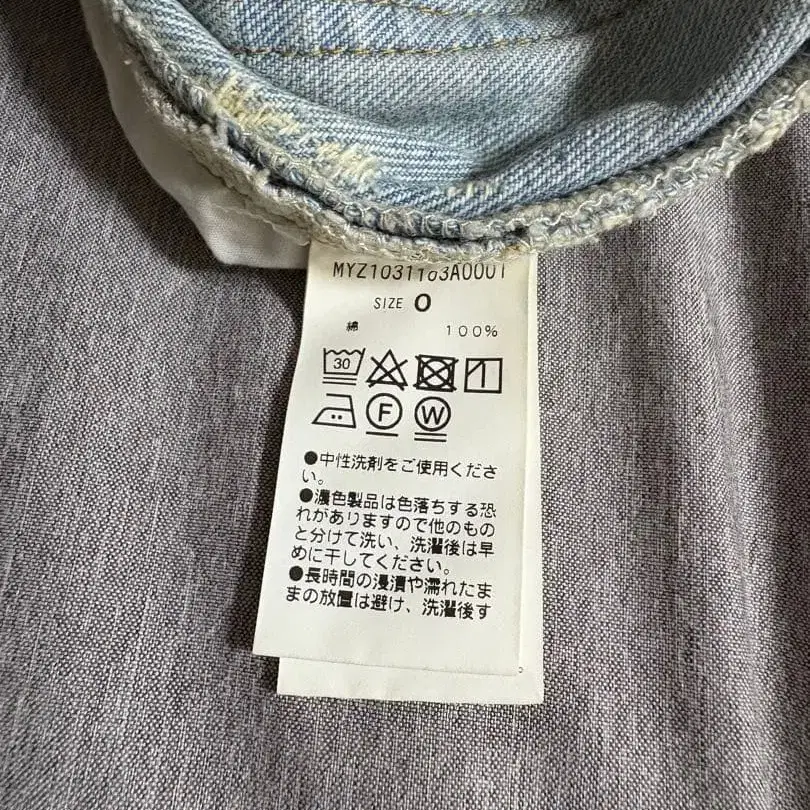 MYZ1031163A0001
SIZE 0
綿 100%
30
F W
●中性洗剤をご使用くださ
い。
●濃色製品は色落ちする恐
れがありますので他のもの
と分けて洗い、洗濯後は早
めに干してください。
●長時間の浸漬や濡れたま
まの放置は避け、洗濯後す